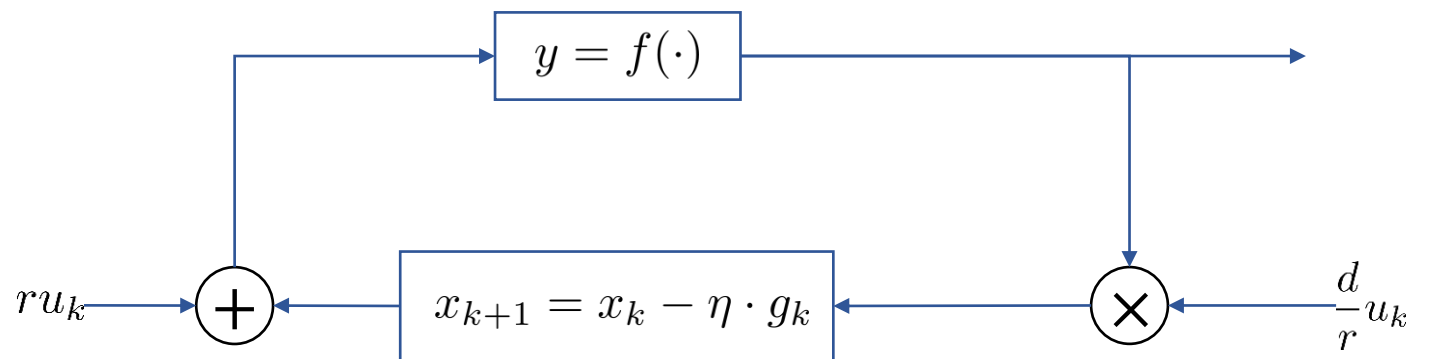 y = f(·)
ru_k
+
x_{k+1} = x_k − η · g_k
×
\frac{d}{r}u_k